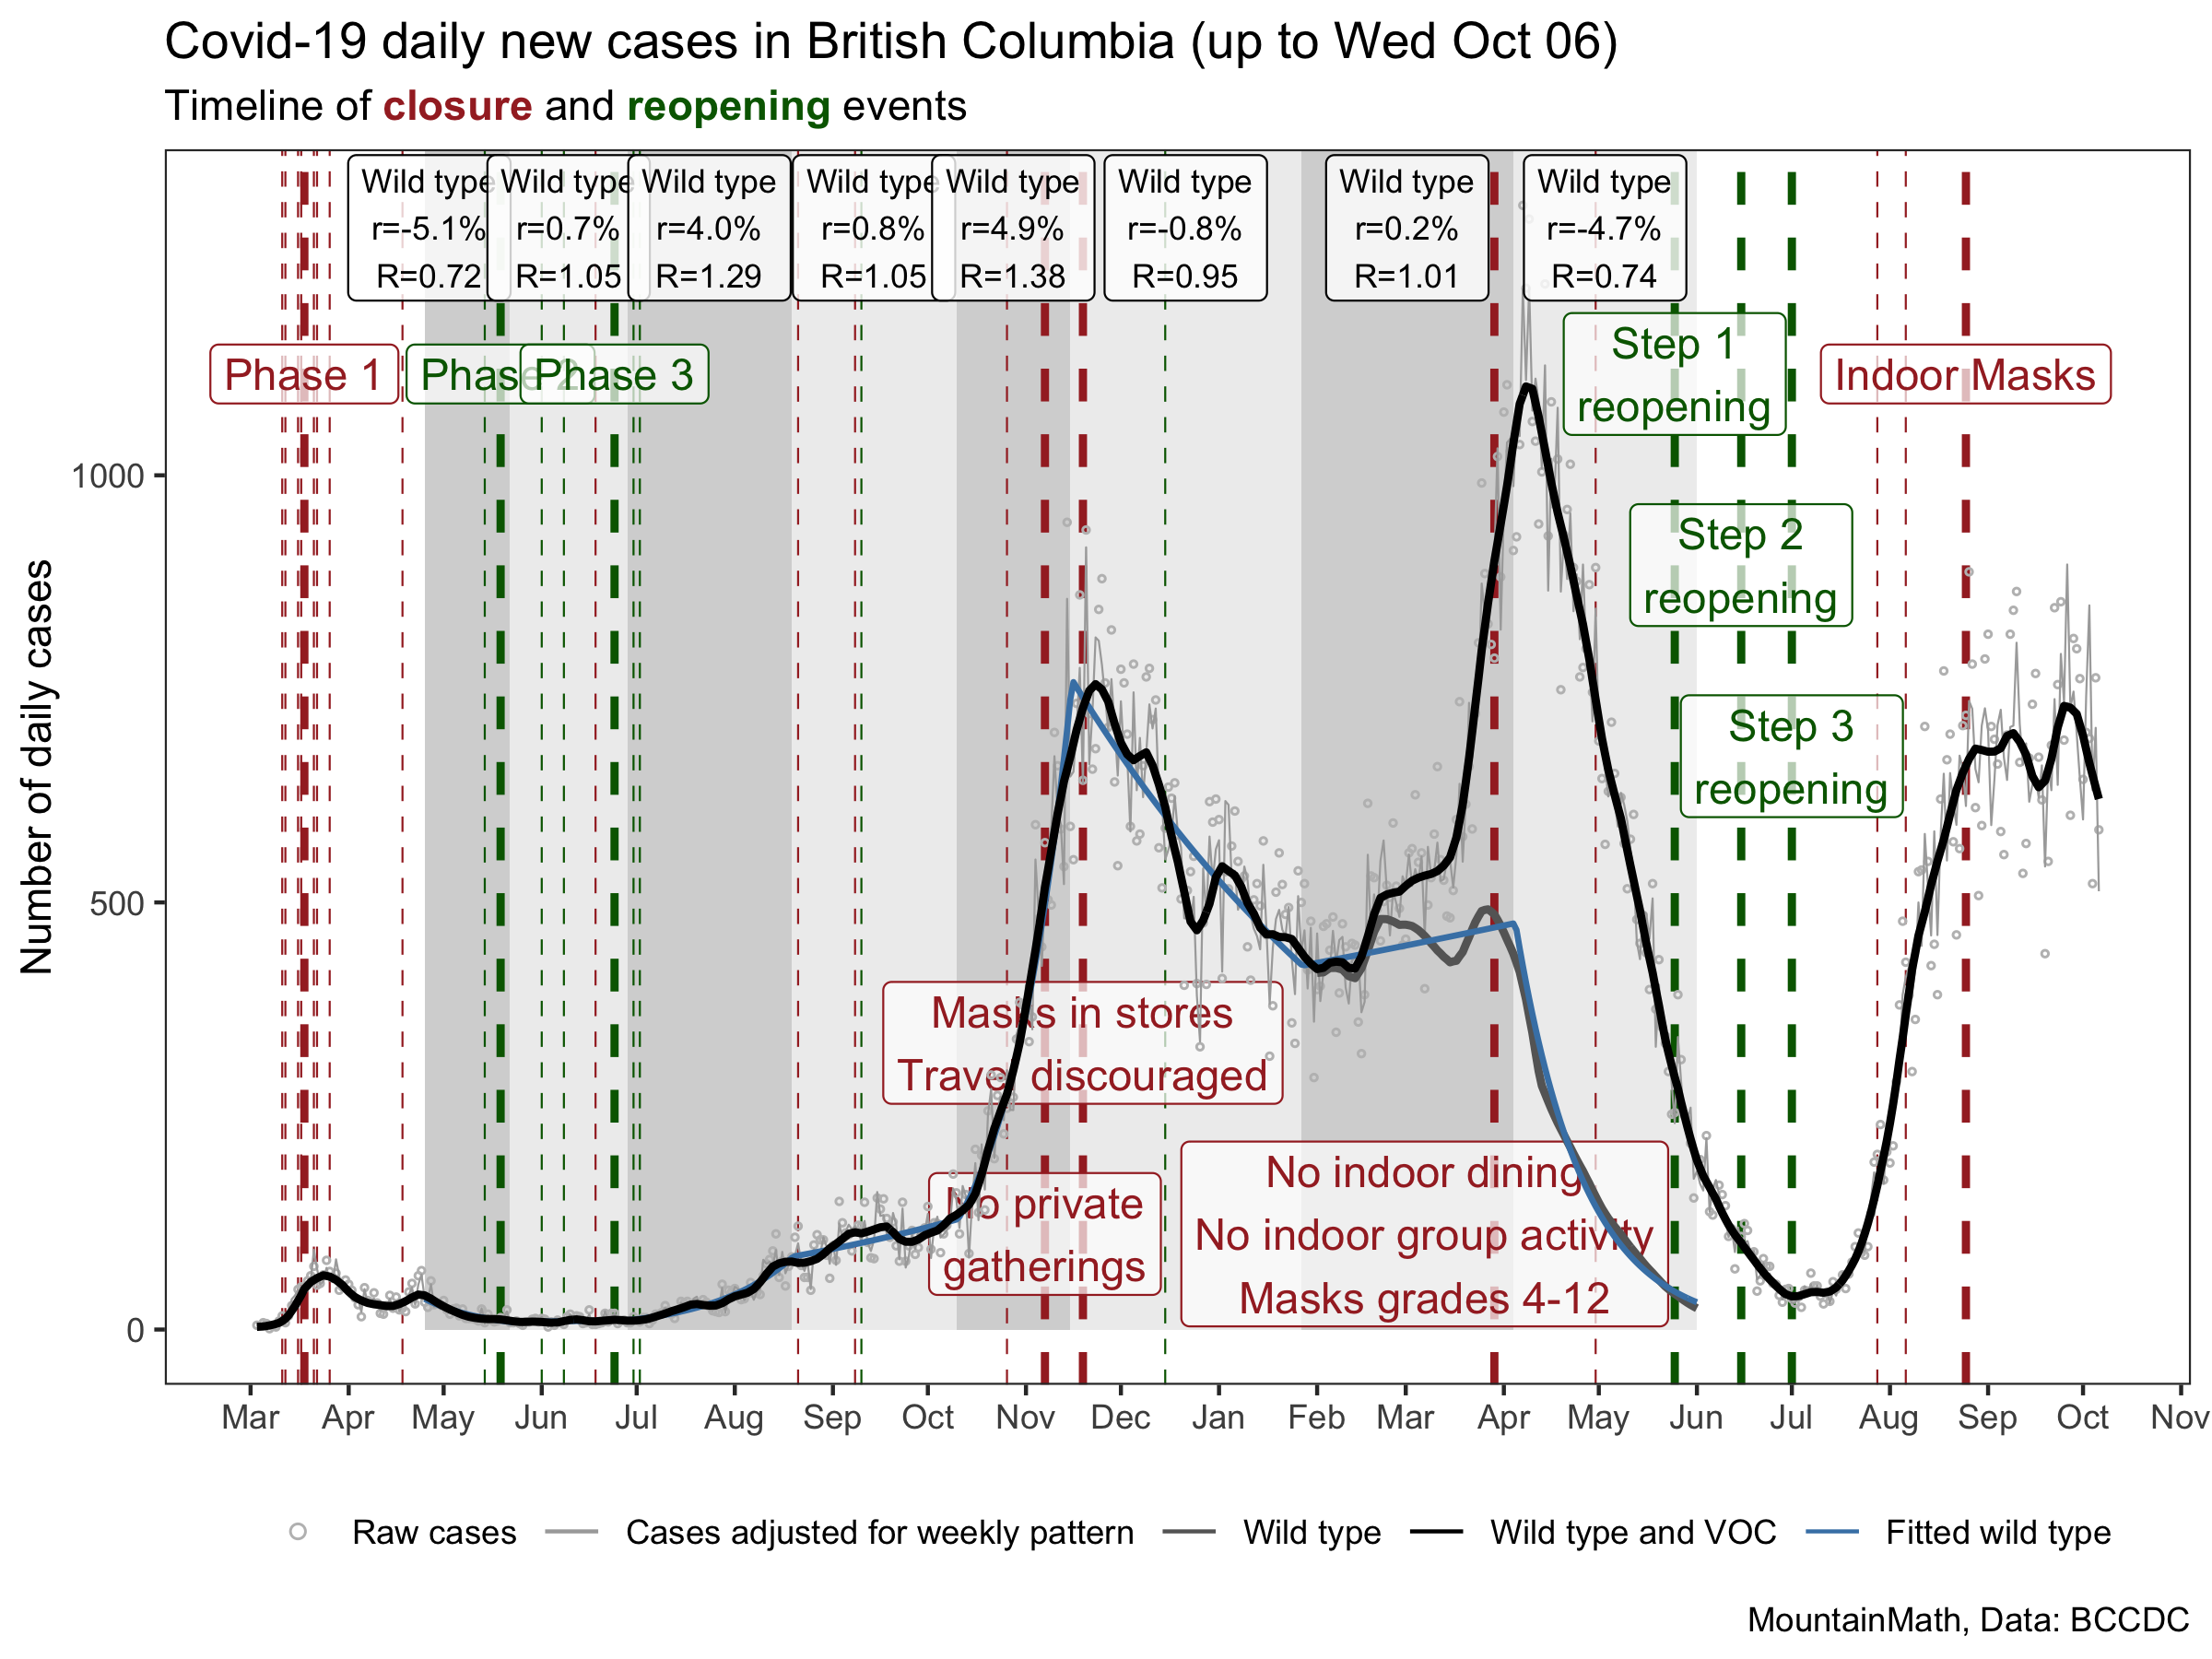 Covid-19 daily new cases in British Columbia (up to Wed Oct 06)
Timeline of closure and reopening events
Wild type
r=-5.1%
R=0.72
Wild type
r=0.7%
R=1.05
Wild type
r=4.0%
R=1.29
Wild type
r=0.8%
R=1.05
Wild type
r=4.9%
R=1.38
Wild type
r=-0.8%
R=0.95
Wild type
r=0.2%
R=1.01
Wild type
r=-4.7%
R=0.74
Phase 1
Phase 2
Phase 3
Step 1
reopening
Indoor Masks
Step 2
reopening
Step 3
reopening
Masks in stores
Travel discouraged
No private
gatherings
No indoor dining
No indoor group activity
Masks grades 4-12
Number of daily cases
1000
500
0
Mar Apr May Jun Jul Aug Sep Oct Nov Dec Jan Feb Mar Apr May Jun Jul Aug Sep Oct Nov
Raw cases Cases adjusted for weekly pattern Wild type Wild type and VOC Fitted wild type
MountainMath, Data: BCCDC